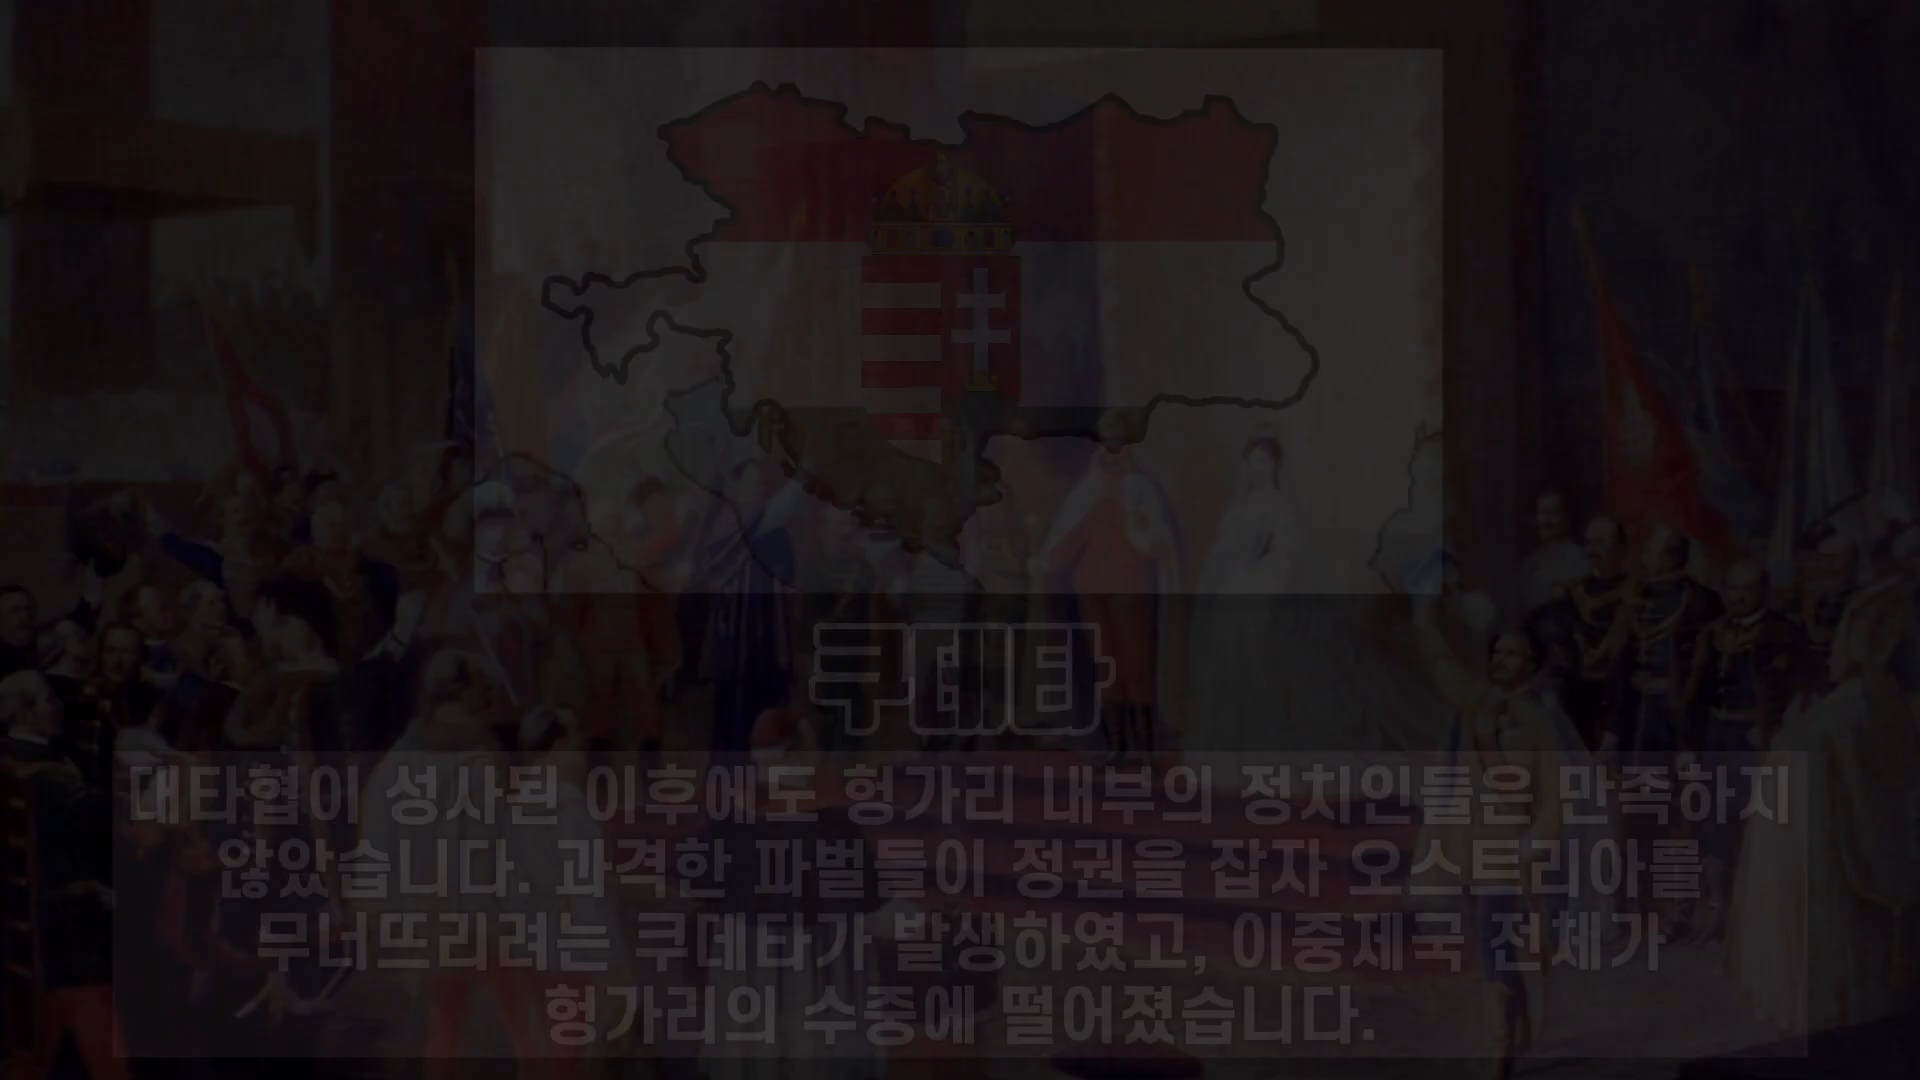 쿠데타
대타협이 성사된 이후에도 헝가리 내부의 정치인들은 만족하지
않았습니다. 과격한 파벌들이 정권을 잡자 오스트리아를
무너뜨리려는 쿠데타가 발생하였고, 이중제국 전체가
헝가리의 수중에 떨어졌습니다.